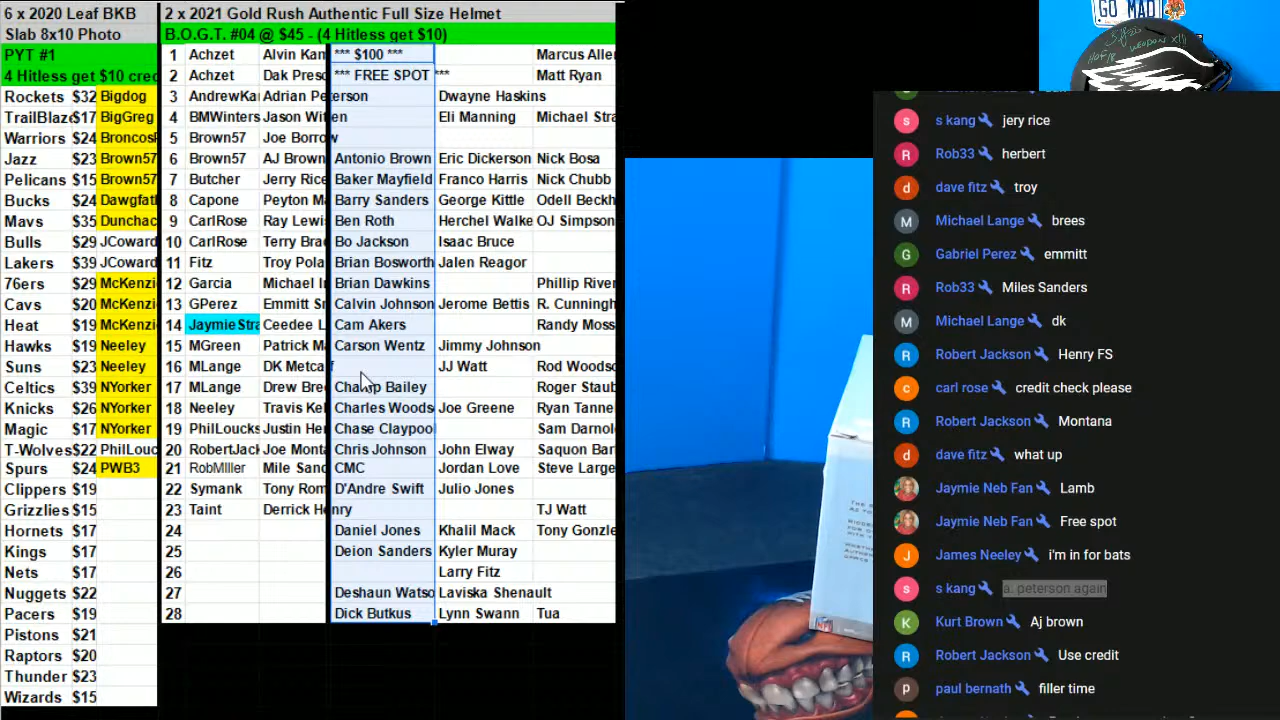 6 x 2020 Leaf BKB
Slab 8x10 Photo
PYT #1
4 Hitless get $10 cred
Rockets $32 Bigdog
TrailBlaze $17 BigGreg
Warriors $24 Broncos
Jazz $23 Brown57
Pelicans $15 Brown57
Bucks $24 Dawgfat
Mavs $35 Dunchac
Bulls $29 JCoward
Lakers $39 JCoward
76ers $29 McKenzi
Cavs $20 McKenzi
Heat $19 McKenzi
Hawks $19 Neeley
Suns $23 Neeley
Celtics $39 NYorker
Knicks $26 NYorker
Magic $17 NYorker
T-Wolves $22 PhilLouc
Spurs $24 PWB3
Clippers $19
Grizzlies $15
Hornets $17
Kings $17
Nets $17
Nuggets $22
Pacers $19
Pistons $21
Raptors $20
Thunder $23
Wizards $15
2 x 2021 Gold Rush Authentic Full Size Helmet
B.O.G.T. #04 @ $45 - (4 Hitless get $10)
1 Achzet Alvin Kam *** $100 *** Marcus Allen
2 Achzet Dak Presc *** FREE SPOT *** Matt Ryan
3 AndrewKa Adrian Peterson Dwayne Haskins
4 BMWinters Jason Witten Eli Manning Michael Stra
5 Brown57 Joe Borrow
6 Brown57 AJ Brown Antonio Brown Eric Dickerson Nick Bosa
7 Butcher Jerry Rice Baker Mayfield Franco Harris Nick Chubb
8 Capone Peyton Ma Barry Sanders George Kittle Odell Beckh
9 CarlRose Ray Lewis Ben Roth Herchel Walke OJ Simpson
10 CarlRose Terry Brad Bo Jackson Isaac Bruce
11 Fitz Troy Pola Brian Bosworth Jalen Reagor
12 Garcia Michael Ir Brian Dawkins Phillip River
13 GPerez Emmitt Sm Calvin Johnson Jerome Bettis R. Cunningh
14 JaymieStra Ceedee L Cam Akers Randy Moss
15 MGreen Patrick Ma Carson Wentz Jimmy Johnson
16 MLange DK Metcalf JJ Watt Rod Woodso
17 MLange Drew Bree Champ Bailey Roger Staub
18 Neeley Travis Kel Charles Woods Joe Greene Ryan Tanne
19 PhilLoucks Justin Her Chase Claypool Sam Darnol
20 RobertJack Joe Monta Chris Johnson John Elway Saquon Bar
21 RobMIller Mile Sand CMC Jordan Love Steve Large
22 Symank Tony Rom D'Andre Swift Julio Jones
23 Taint Derrick Henry TJ Watt
24 Daniel Jones Khalil Mack Tony Gonzle
25 Deion Sanders Kyler Muray
26 Larry Fitz
27 Deshaun Watso Laviska Shenault
28 Dick Butkus Lynn Swann Tua
GO MAD
WEAPON XIII
NFL
s kang jery rice
Rob33 herbert
dave fitz troy
Michael Lange brees
Gabriel Perez emmitt
Rob33 Miles Sanders
Michael Lange dk
Robert Jackson Henry FS
carl rose credit check please
Robert Jackson Montana
dave fitz what up
Jaymie Neb Fan Lamb
Jaymie Neb Fan Free spot
James Neeley i'm in for bats
s kang a. peterson again
Kurt Brown Aj brown
Robert Jackson Use credit
paul bernath filler time